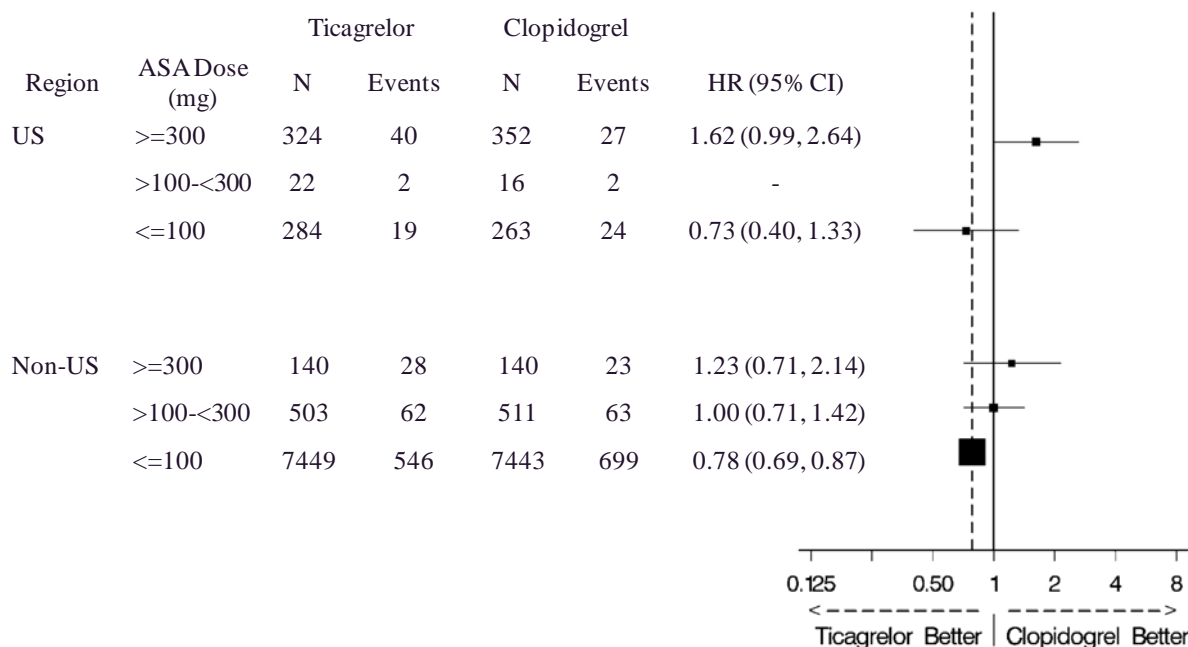 Ticagrelor Clopidogrel
Region ASA Dose (mg) N Events N Events HR (95% CI)
US >=300 324 40 352 27 1.62 (0.99, 2.64)
>100-<300 22 2 16 2 -
<=100 284 19 263 24 0.73 (0.40, 1.33)
Non-US >=300 140 28 140 23 1.23 (0.71, 2.14)
>100-<300 503 62 511 63 1.00 (0.71, 1.42)
<=100 7449 546 7443 699 0.78 (0.69, 0.87)
0.125 0.50 1 2 4 8
Ticagrelor Better Clopidogrel Better